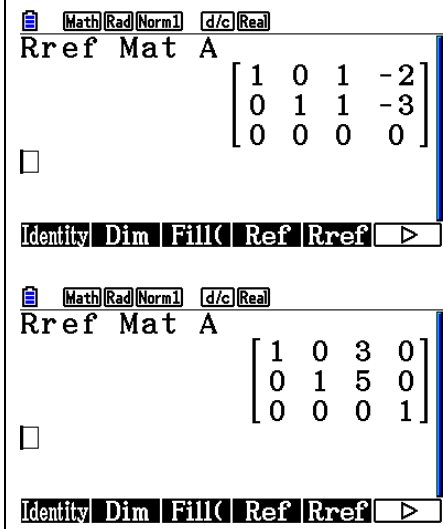 Math Rad Norm1 d/c Real
Rref Mat A
1 0 1 -2
0 1 1 -3
0 0 0 0
Identity Dim Fill( Ref Rref ▷
Math Rad Norm1 d/c Real
Rref Mat A
1 0 3 0
0 1 5 0
0 0 0 1
Identity Dim Fill( Ref Rref ▷